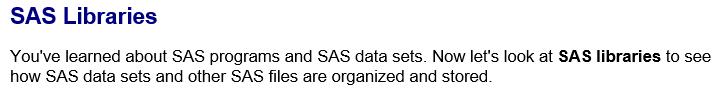 SAS Libraries
You've learned about SAS programs and SAS data sets. Now let's look at SAS libraries to see
how SAS data sets and other SAS files are organized and stored.